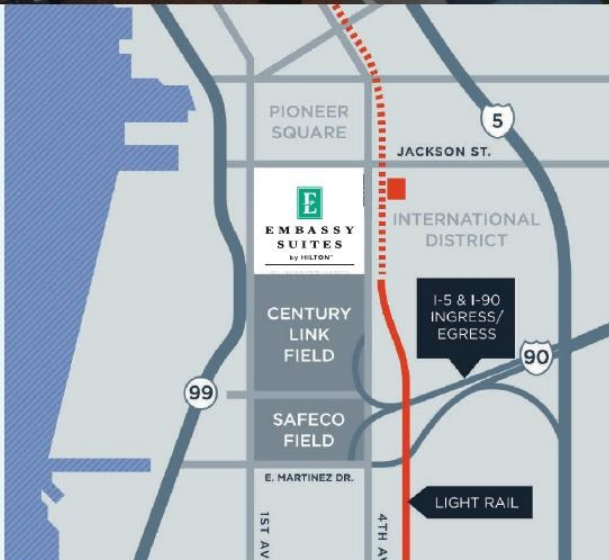 PIONEER
SQUARE
5
JACKSON ST.
E
EMBASSY
SUITES
by HILTON™
INTERNATIONAL
DISTRICT
I-5 & I-90
INGRESS/
EGRESS
CENTURY
LINK
FIELD
90
99
SAFECO
FIELD
E. MARTINEZ DR.
LIGHT RAIL
1ST AV
4TH AV